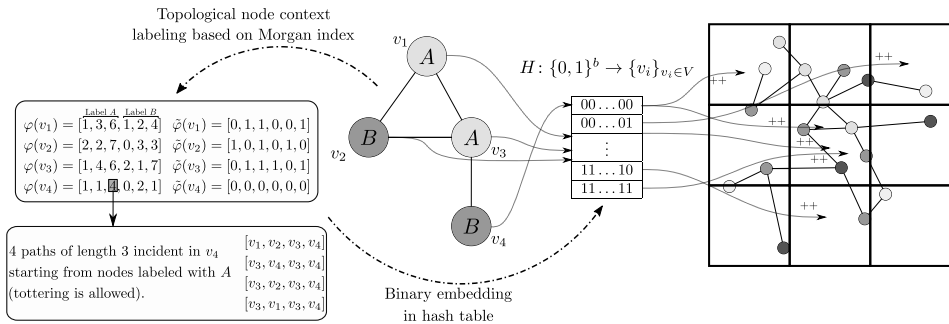 Topological node context
labeling based on Morgan index
Label A Label B
φ(v₁) = [1, 3, 6, 1, 2, 4] φ̃(v₁) = [0, 1, 1, 0, 0, 1]
φ(v₂) = [2, 2, 7, 0, 3, 3] φ̃(v₂) = [1, 0, 1, 0, 1, 0]
φ(v₃) = [1, 4, 6, 2, 1, 7] φ̃(v₃) = [0, 1, 1, 1, 0, 1]
φ(v₄) = [1, 1, 4, 0, 2, 1] φ̃(v₄) = [0, 0, 0, 0, 0, 0]
4 paths of length 3 incident in v₄
starting from nodes labeled with A
(tottering is allowed).
[v₁, v₂, v₃, v₄]
[v₃, v₄, v₃, v₄]
[v₃, v₂, v₃, v₄]
[v₃, v₁, v₃, v₄]
v₁ A
B v₂
A v₃
B v₄
Binary embedding
in hash table
H: {0, 1}ᵇ → {vᵢ}ᵥᵢ∈V
00...00
00...01
⋮
11...10
11...11
++
++
++
++
++
++